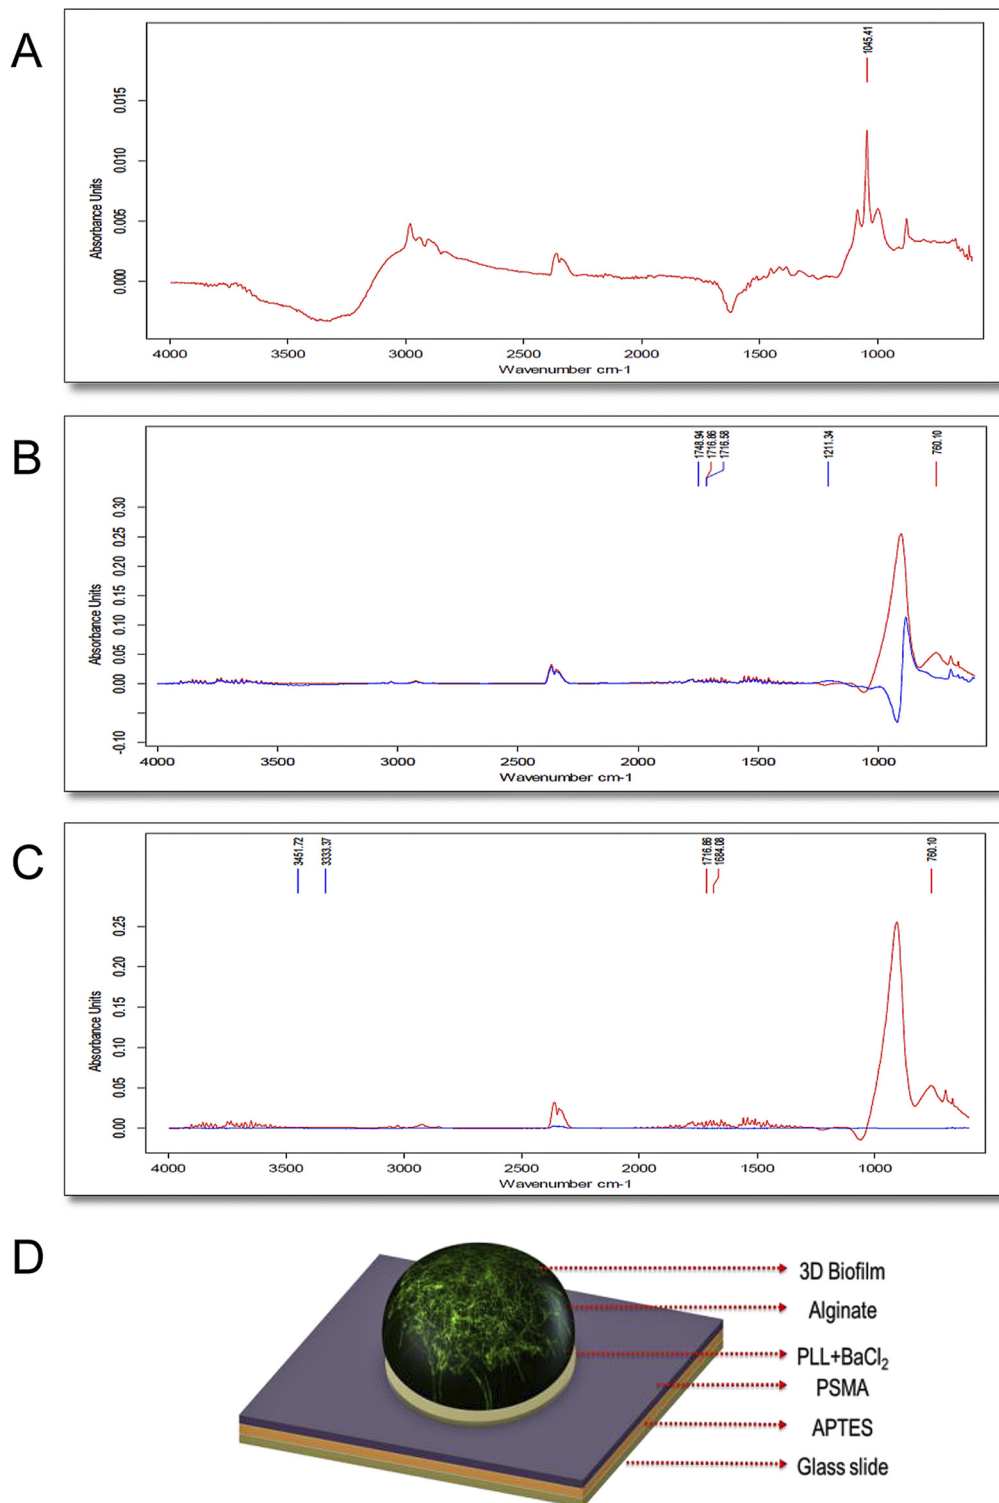 A
1045.41
Absorbance Units
0.015
0.010
0.005
0.000
4000 3500 3000 2500 2000 1500 1000
Wavenumber cm-1
B
1748.94
1716.86
1716.58
1211.34
760.10
Absorbance Units
0.30
0.25
0.20
0.15
0.10
0.05
0.00
-0.10
4000 3500 3000 2500 2000 1500 1000
Wavenumber cm-1
C
3451.72
3333.37
1716.86
1684.08
760.10
Absorbance Units
0.25
0.20
0.15
0.10
0.05
0.00
4000 3500 3000 2500 2000 1500 1000
Wavenumber cm-1
D
3D Biofilm
Alginate
PLL+BaCl₂
PSMA
APTES
Glass slide